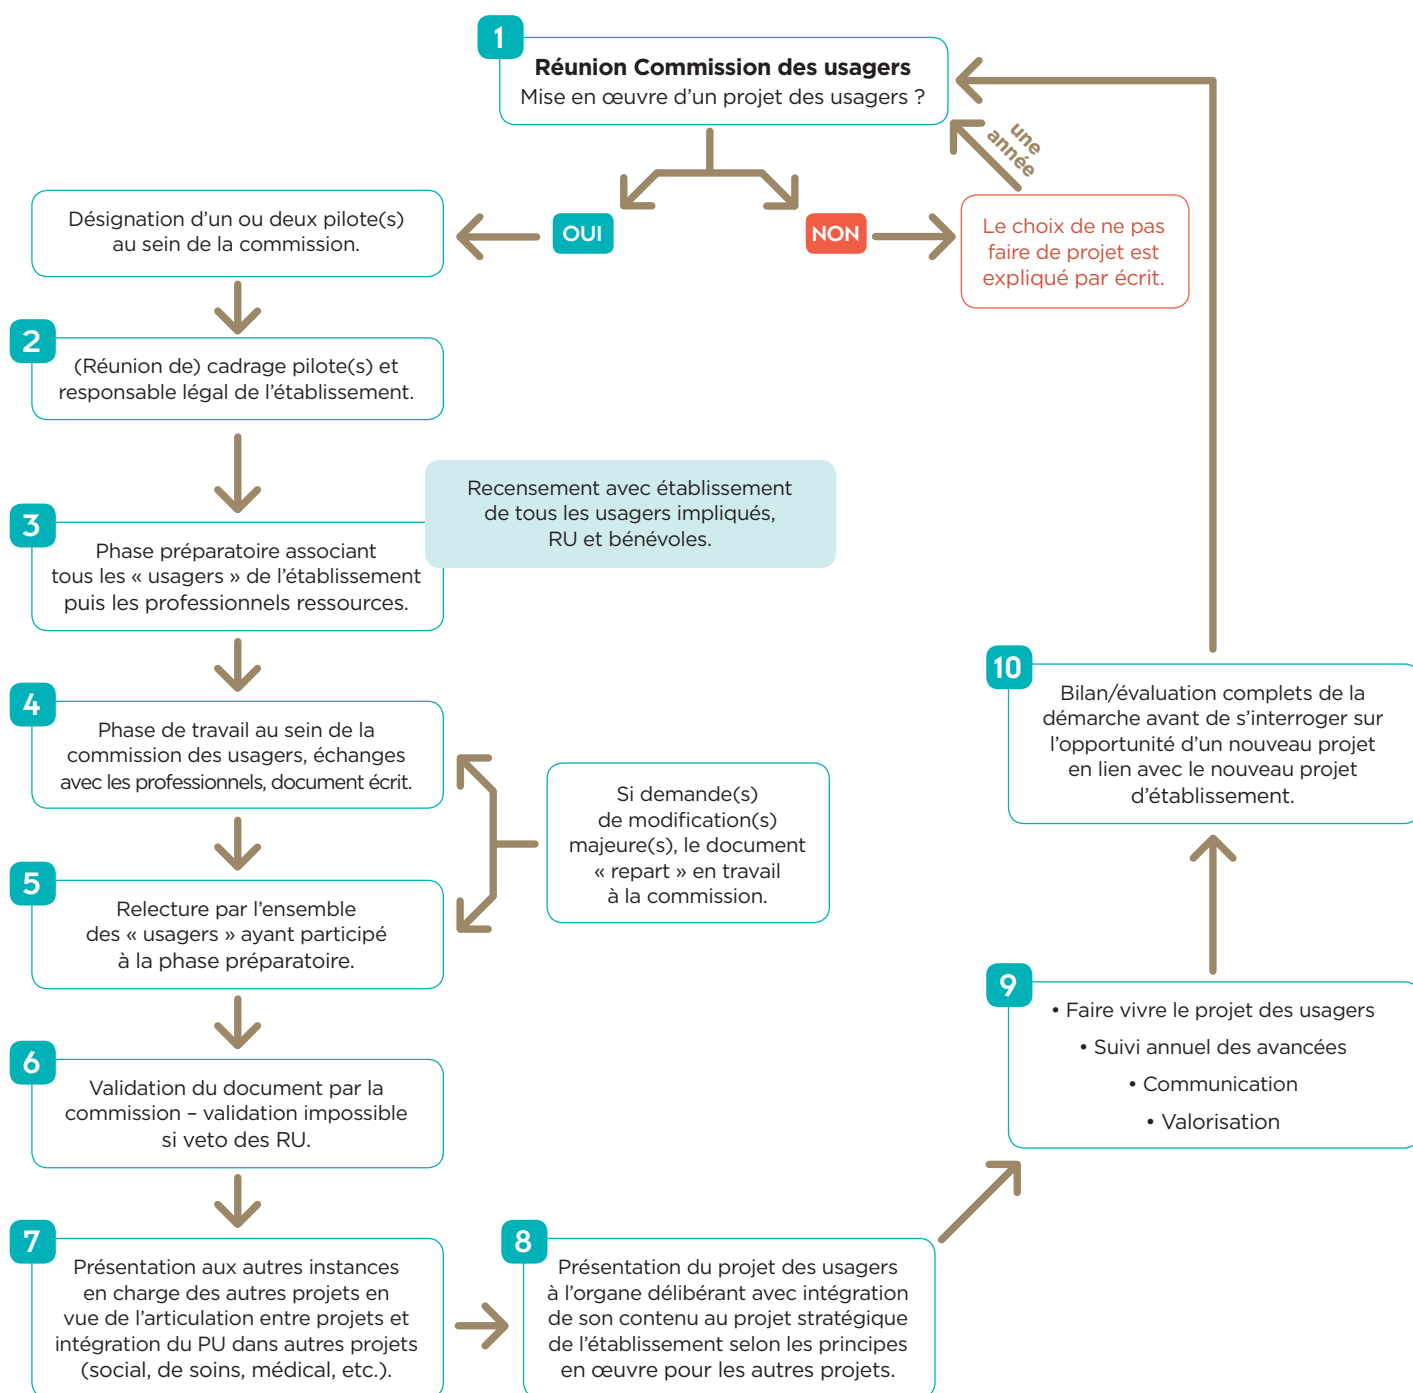 1
Réunion Commission des usagers
Mise en œuvre d'un projet des usagers ?
une
année
OUI
NON
Le choix de ne pas
faire de projet est
expliqué par écrit.
Désignation d'un ou deux pilote(s)
au sein de la commission.
2
(Réunion de) cadrage pilote(s) et
responsable légal de l'établissement.
Recensement avec établissement
de tous les usagers impliqués,
RU et bénévoles.
3
Phase préparatoire associant
tous les « usagers » de l'établissement
puis les professionnels ressources.
4
Phase de travail au sein de la
commission des usagers, échanges
avec les professionnels, document écrit.
Si demande(s)
de modification(s)
majeure(s), le document
« repart » en travail
à la commission.
5
Relecture par l'ensemble
des « usagers » ayant participé
à la phase préparatoire.
6
Validation du document par la
commission – validation impossible
si veto des RU.
7
Présentation aux autres instances
en charge des autres projets en
vue de l'articulation entre projets et
intégration du PU dans autres projets
(social, de soins, médical, etc.).
8
Présentation du projet des usagers
à l'organe délibérant avec intégration
de son contenu au projet stratégique
de l'établissement selon les principes
en œuvre pour les autres projets.
9
• Faire vivre le projet des usagers
• Suivi annuel des avancées
• Communication
• Valorisation
10
Bilan/évaluation complets de la
démarche avant de s'interroger sur
l'opportunité d'un nouveau projet
en lien avec le nouveau projet
d'établissement.